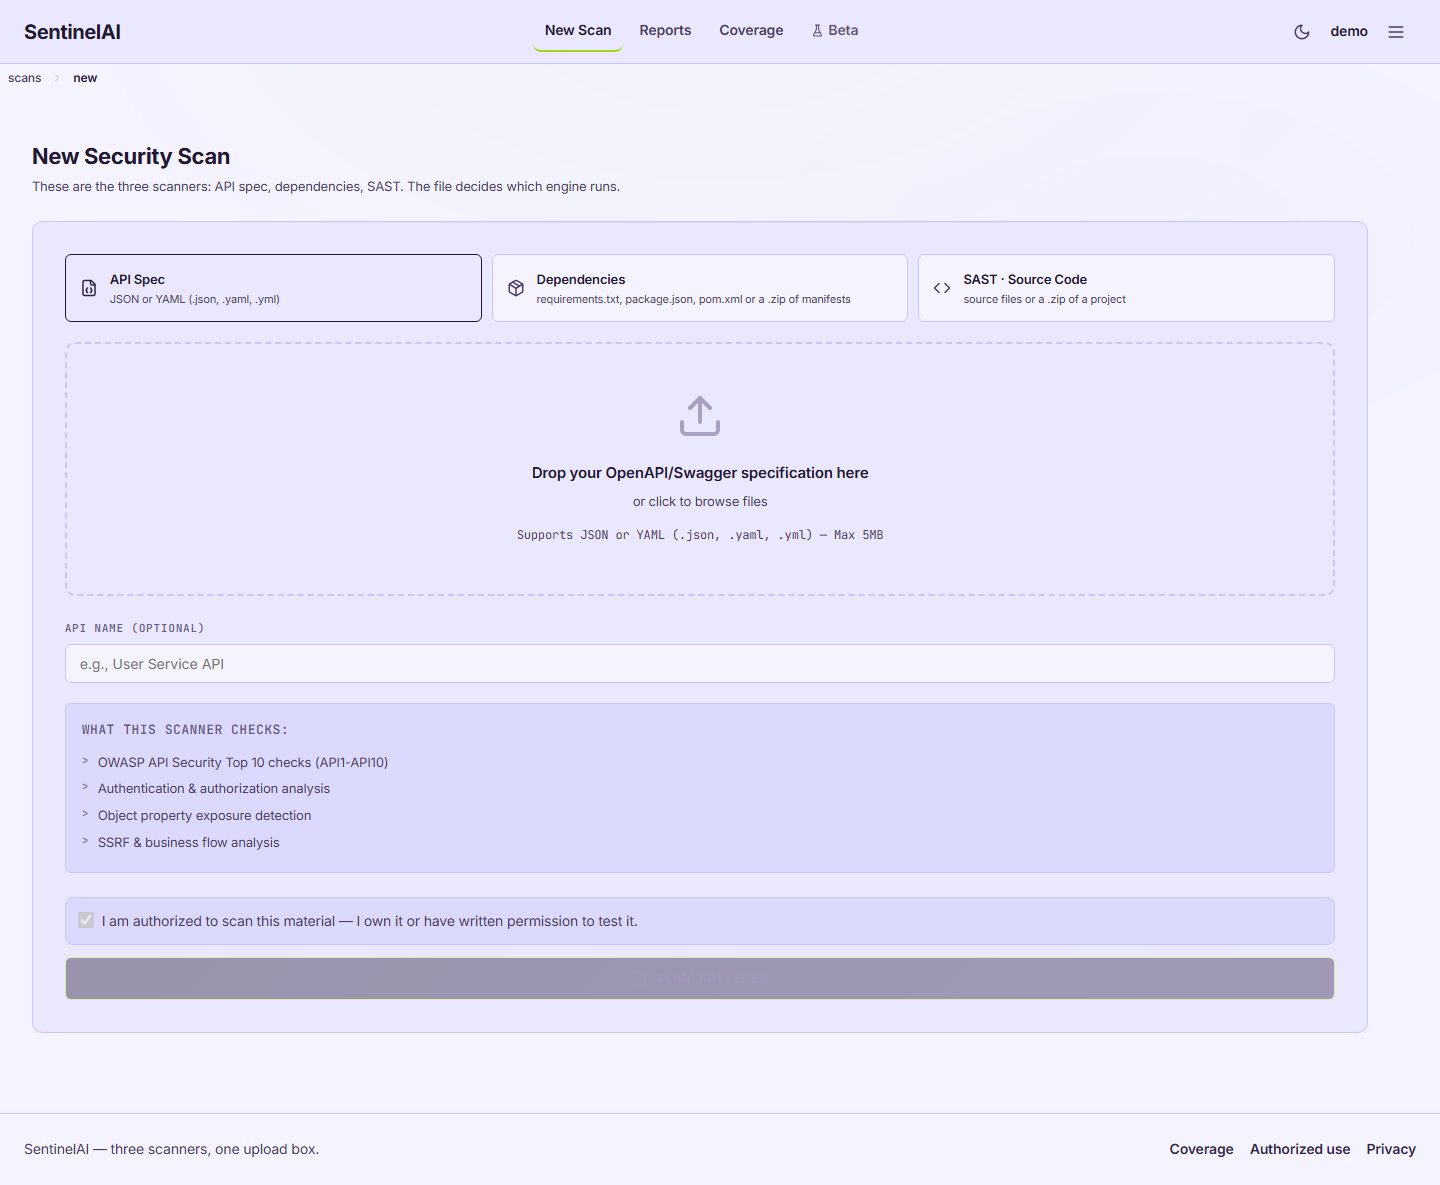 SentinelAI
New Scan
Reports
Coverage
Beta
demo
scans
new
New Security Scan
These are the three scanners: API spec, dependencies, SAST. The file decides which engine runs.
API Spec
JSON or YAML (.json, .yaml, .yml)
Dependencies
requirements.txt, package.json, pom.xml or a .zip of manifests
SAST · Source Code
source files or a .zip of a project
Drop your OpenAPI/Swagger specification here
or click to browse files
Supports JSON or YAML (.json, .yaml, .yml) — Max 5MB
API NAME (OPTIONAL)
e.g., User Service API
WHAT THIS SCANNER CHECKS:
> OWASP API Security Top 10 checks (API1-API10)
> Authentication & authorization analysis
> Object property exposure detection
> SSRF & business flow analysis
I am authorized to scan this material — I own it or have written permission to test it.
SentinelAI — three scanners, one upload box.
Coverage
Authorized use
Privacy